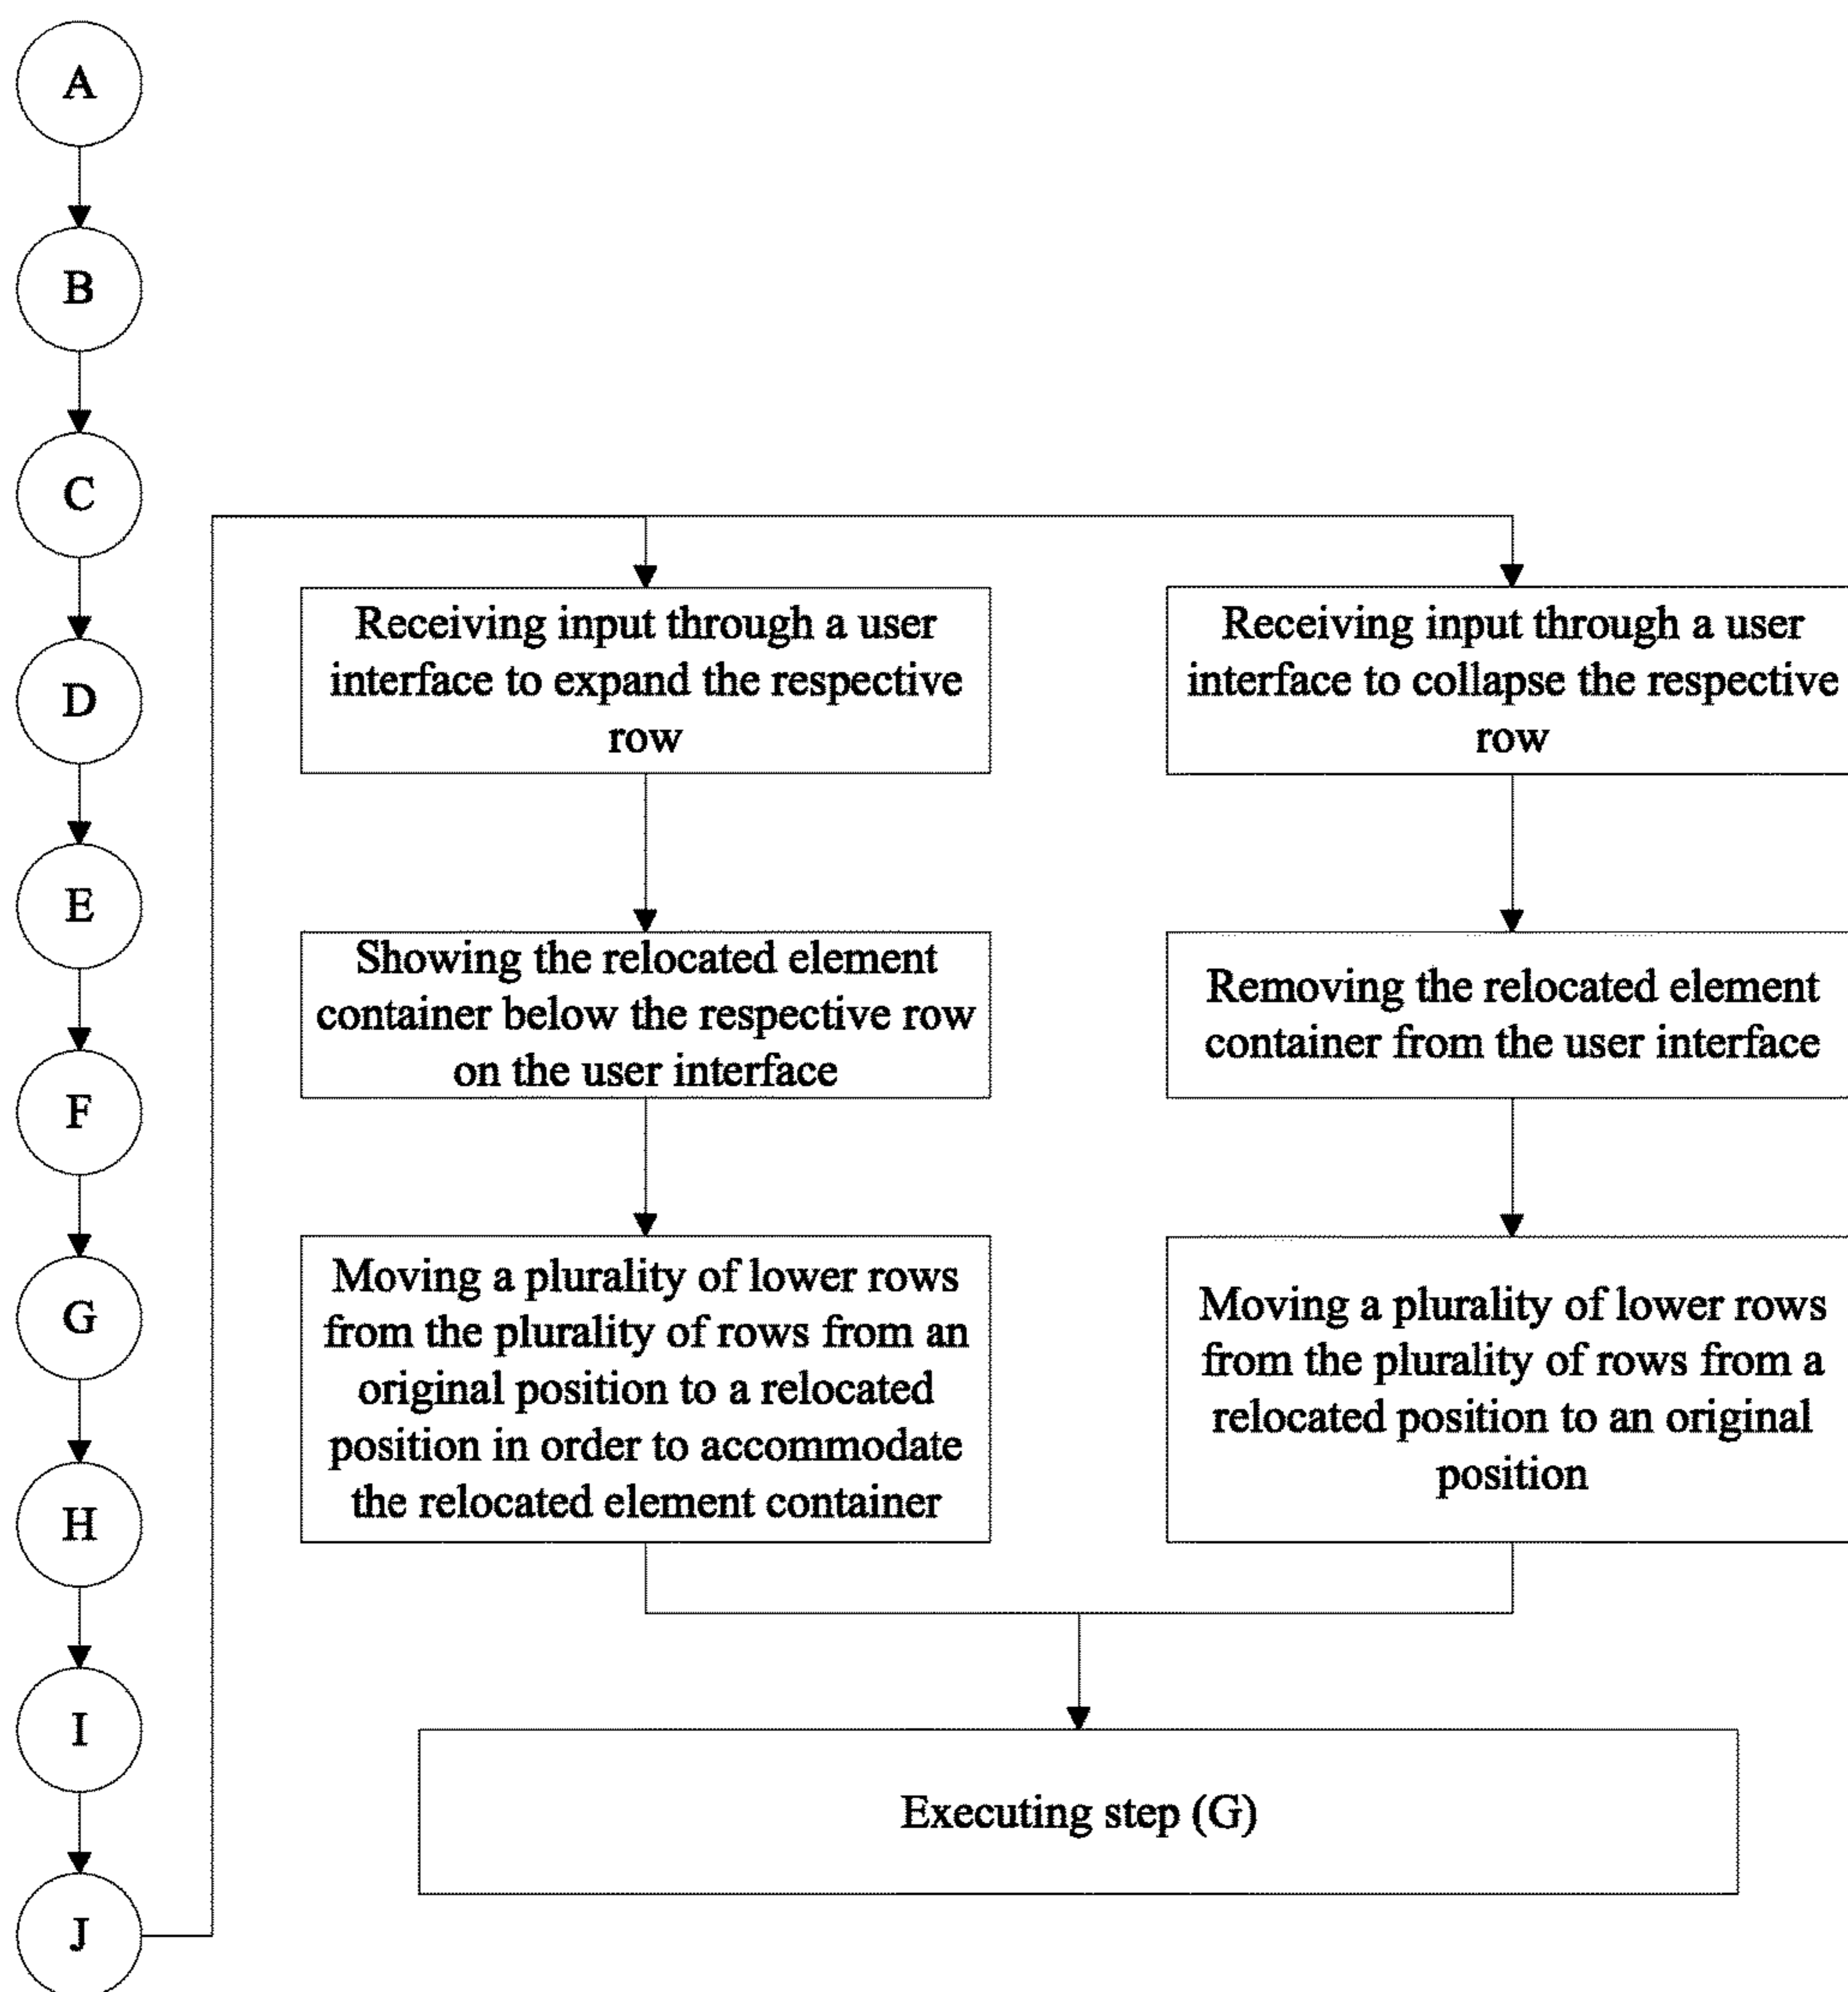 A
B
C
D
E
F
G
H
I
J
Receiving input through a user
interface to expand the respective
row
Showing the relocated element
container below the respective row
on the user interface
Moving a plurality of lower rows
from the plurality of rows from an
original position to a relocated
position in order to accommodate
the relocated element container
Receiving input through a user
interface to collapse the respective
row
Removing the relocated element
container from the user interface
Moving a plurality of lower rows
from the plurality of rows from a
relocated position to an original
position
Executing step (G)